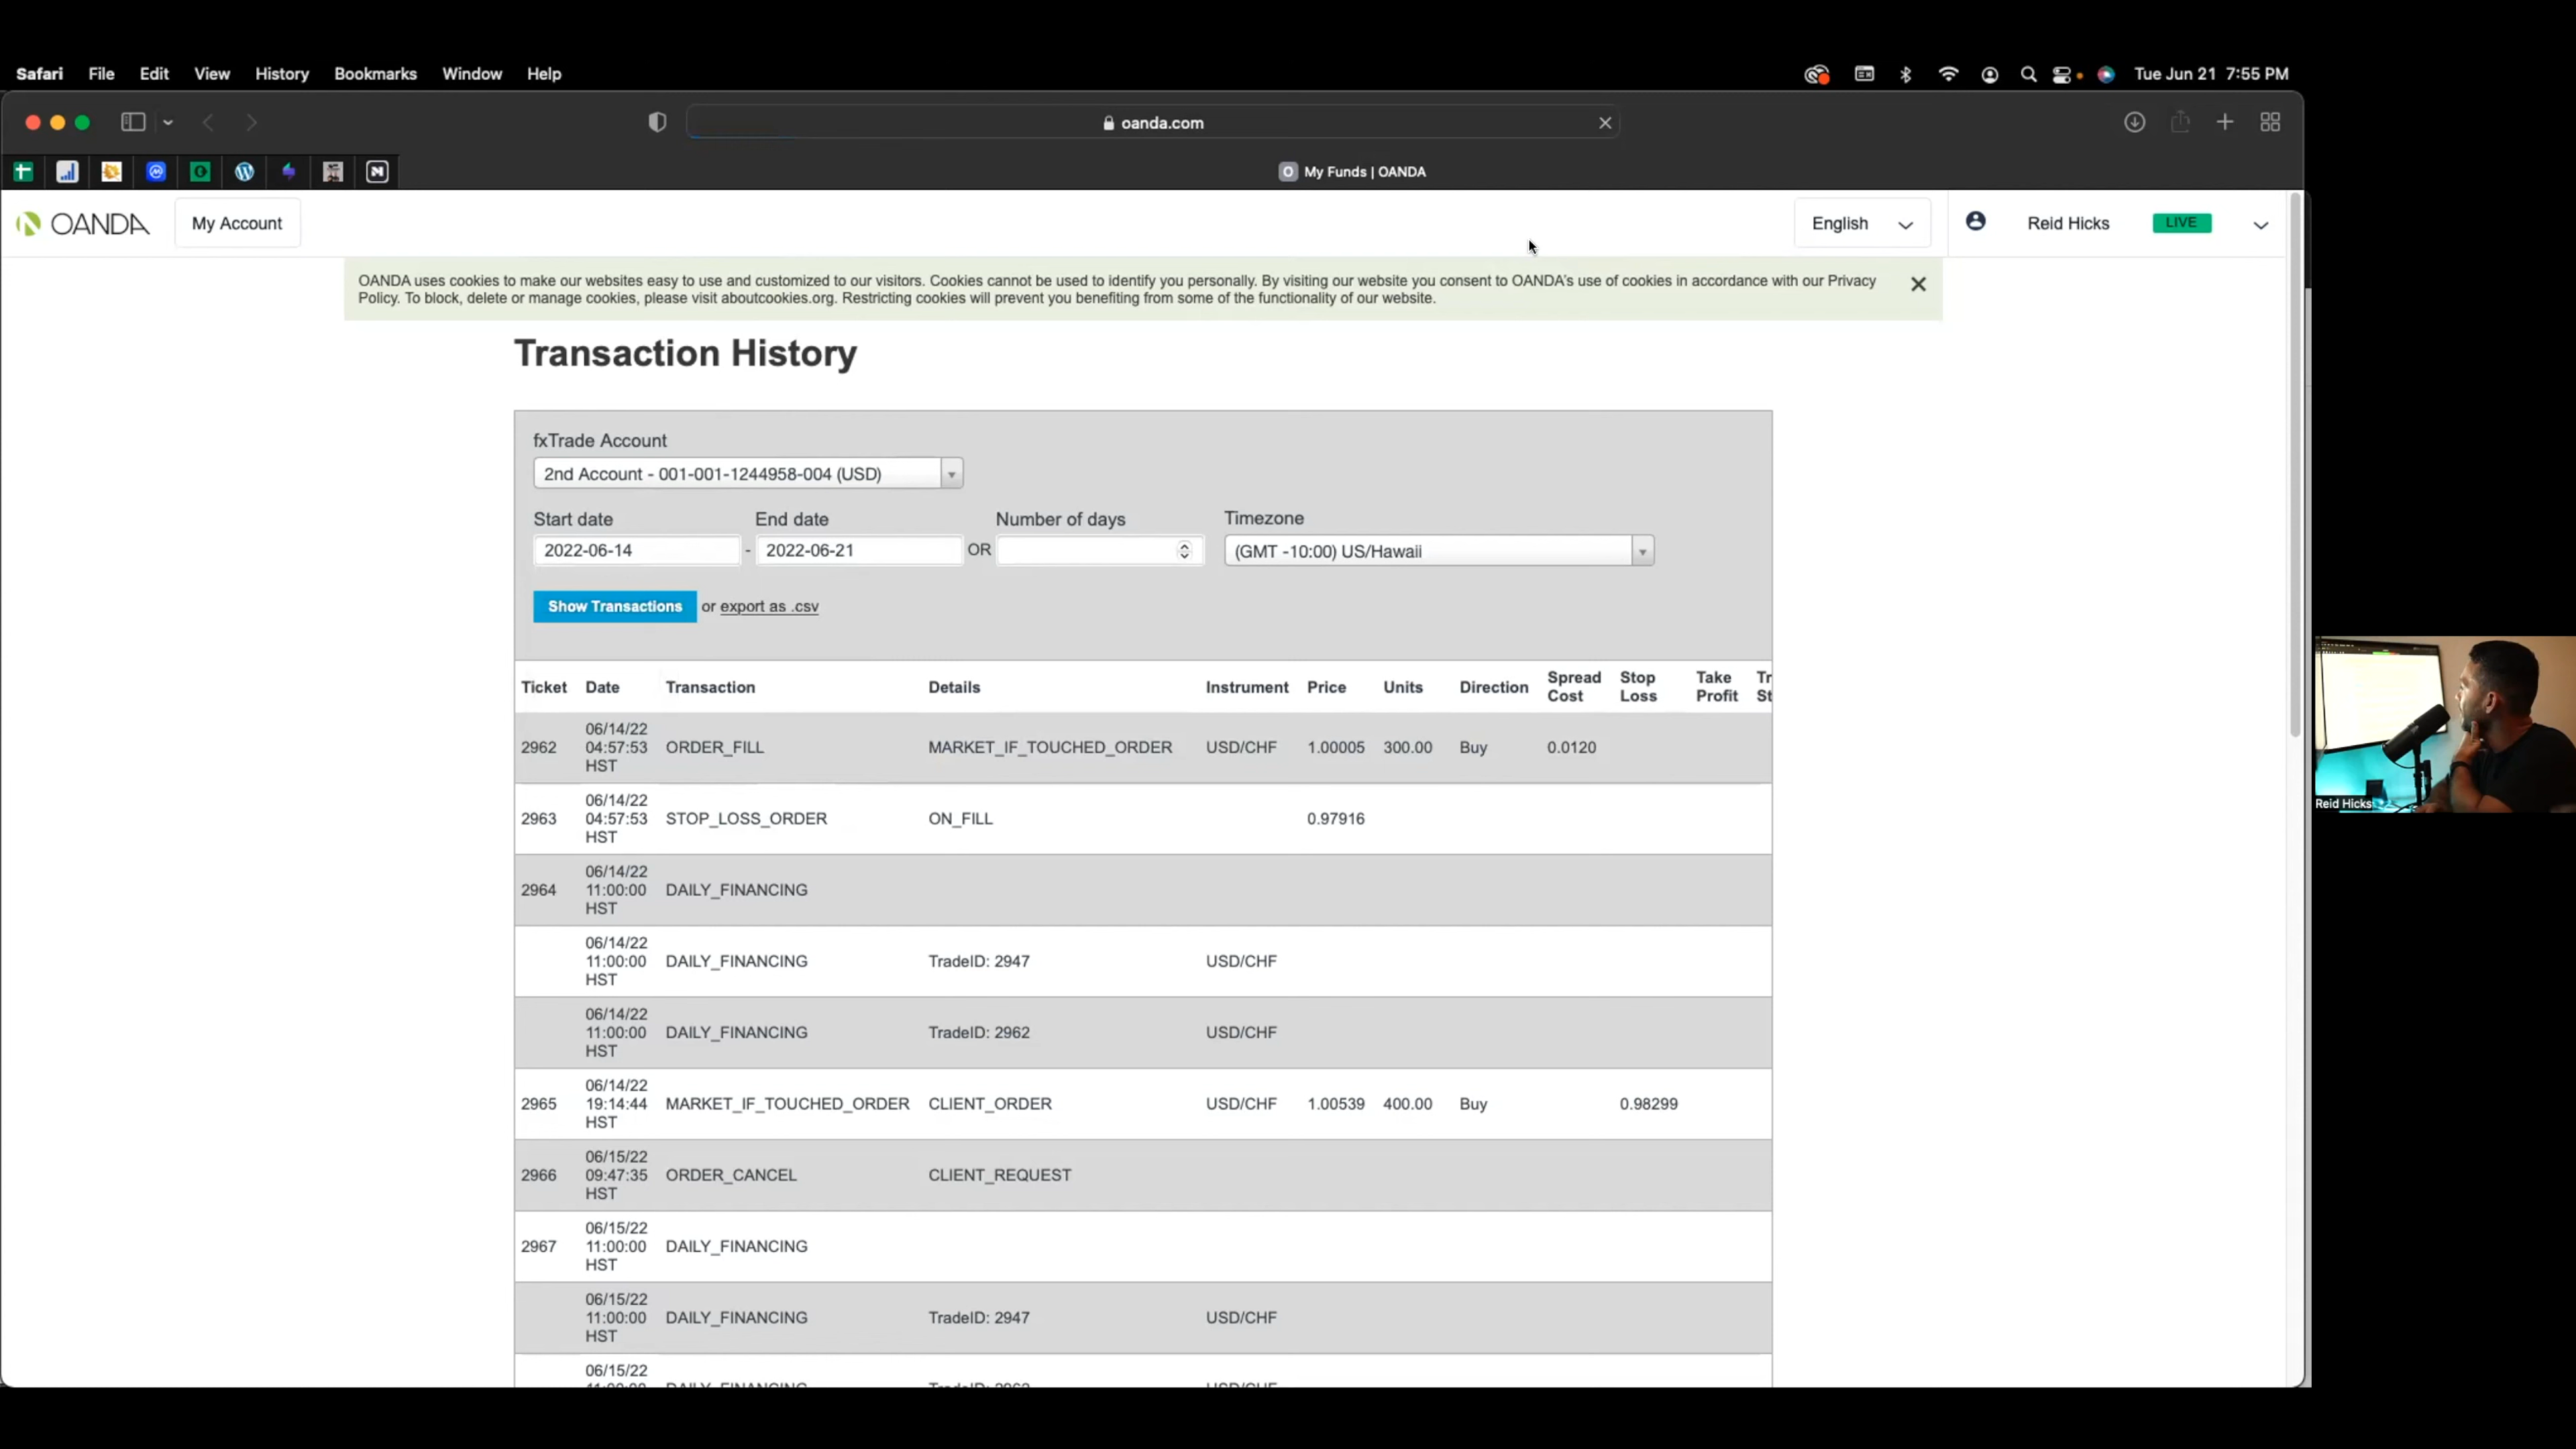 Safari File Edit View History Bookmarks Window Help Tue Jun 21 7:55 PM
oanda.com
My Funds | OANDA
OANDA My Account English Reid Hicks LIVE
OANDA uses cookies to make our websites easy to use and customized to our visitors. Cookies cannot be used to identify you personally. By visiting our website you consent to OANDA's use of cookies in accordance with our Privacy
Policy. To block, delete or manage cookies, please visit aboutcookies.org. Restricting cookies will prevent you benefiting from some of the functionality of our website.
Transaction History
fxTrade Account
2nd Account - 001-001-1244958-004 (USD)
Start date End date Number of days Timezone
2022-06-14 - 2022-06-21 OR (GMT -10:00) US/Hawaii
Show Transactions or export as .csv
Ticket Date Transaction Details Instrument Price Units Direction Spread Cost Stop Loss Take Profit Tr St
06/14/22
2962 04:57:53 ORDER_FILL MARKET_IF_TOUCHED_ORDER USD/CHF 1.00005 300.00 Buy 0.0120
HST
06/14/22
2963 04:57:53 STOP_LOSS_ORDER ON_FILL 0.97916
HST
06/14/22
2964 11:00:00 DAILY_FINANCING
HST
06/14/22
11:00:00 DAILY_FINANCING TradeID: 2947 USD/CHF
HST
06/14/22
11:00:00 DAILY_FINANCING TradeID: 2962 USD/CHF
HST
06/14/22
2965 19:14:44 MARKET_IF_TOUCHED_ORDER CLIENT_ORDER USD/CHF 1.00539 400.00 Buy 0.98299
HST
06/15/22
2966 09:47:35 ORDER_CANCEL CLIENT_REQUEST
HST
06/15/22
2967 11:00:00 DAILY_FINANCING
HST
06/15/22
11:00:00 DAILY_FINANCING TradeID: 2947 USD/CHF
HST
06/15/22
Reid Hicks